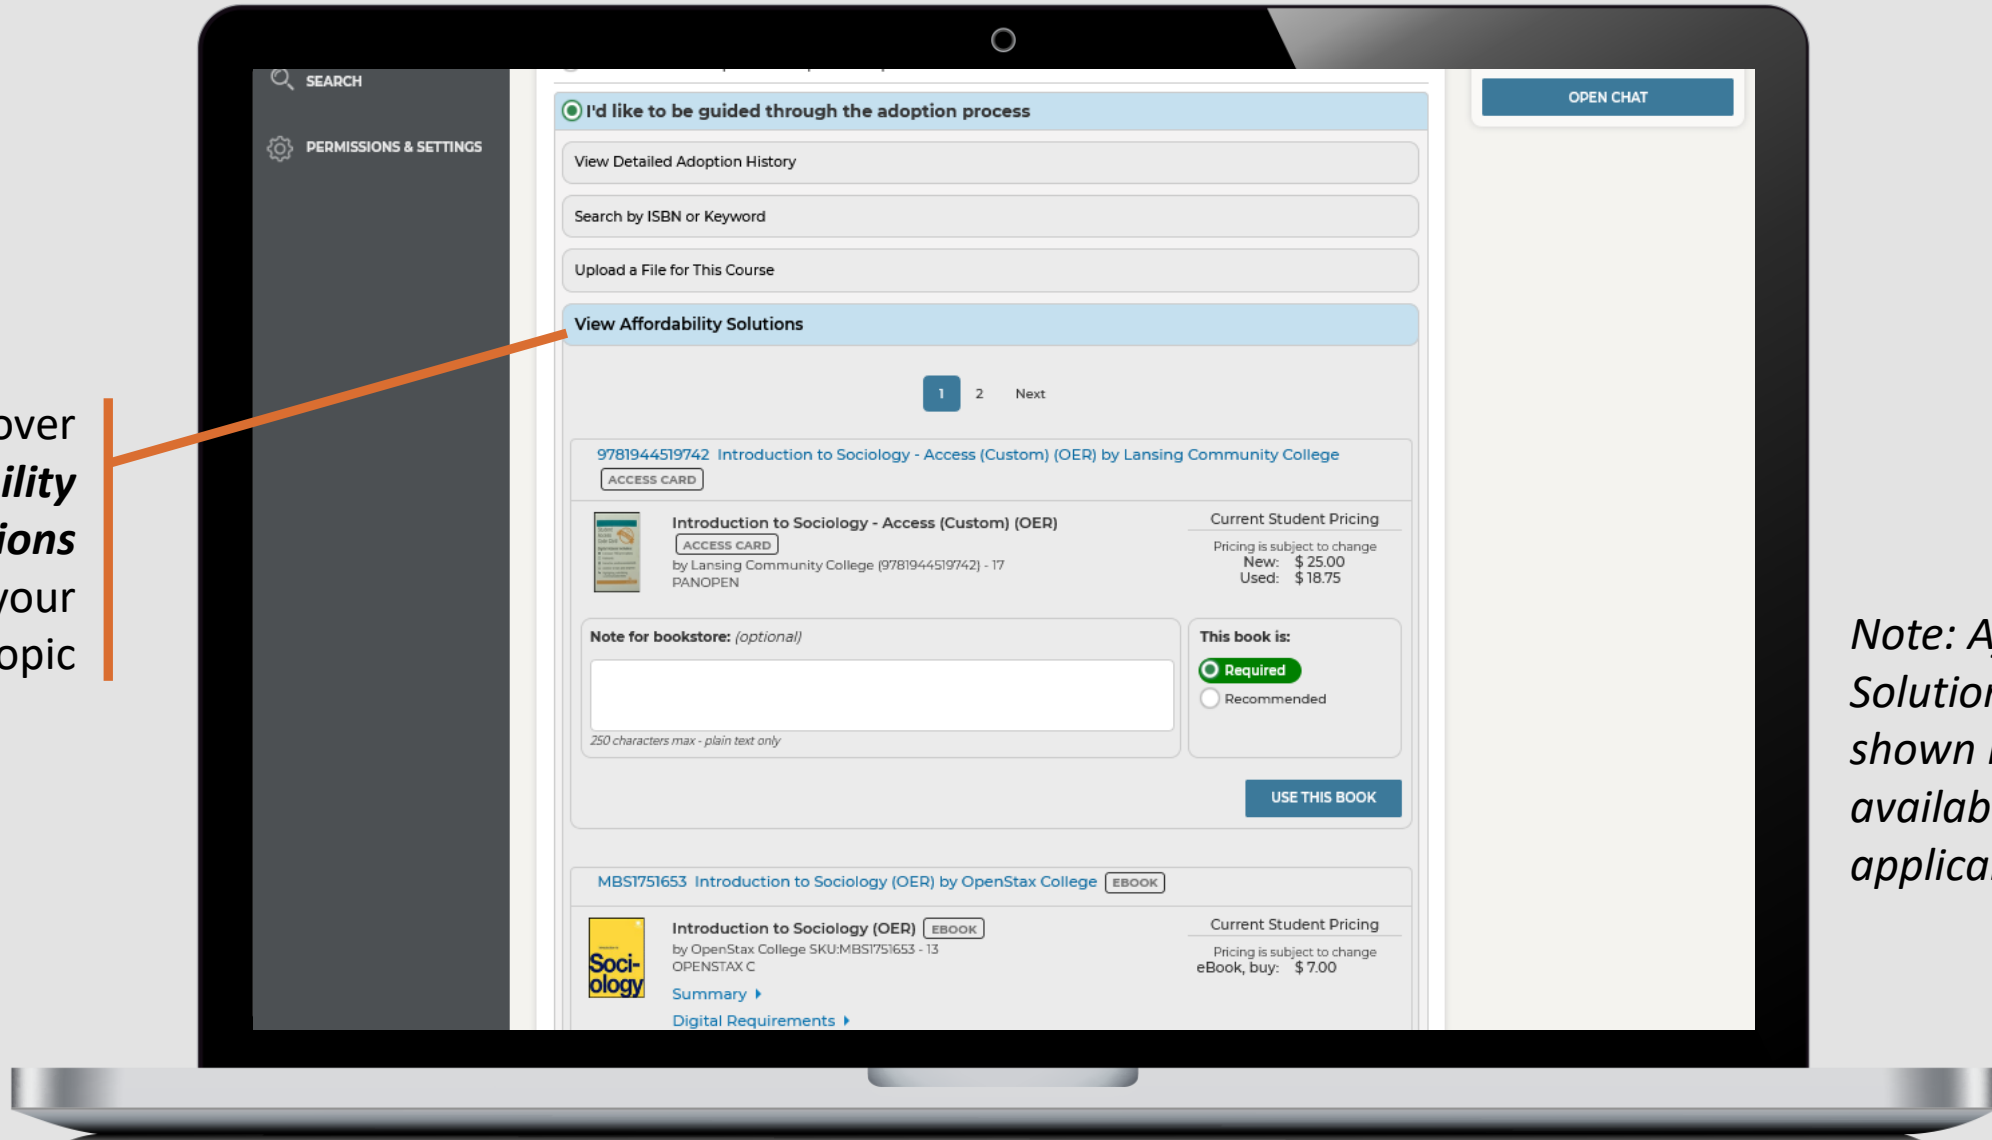 SEARCH
PERMISSIONS & SETTINGS
OPEN CHAT
I'd like to be guided through the adoption process
View Detailed Adoption History
Search by ISBN or Keyword
Upload a File for This Course
View Affordability Solutions
1 2 Next
over
ility
ions
your
opic
9781944519742 Introduction to Sociology - Access (Custom) (OER) by Lansing Community College
ACCESS CARD
Introduction to Sociology - Access (Custom) (OER)
ACCESS CARD
by Lansing Community College (9781944519742) - 17
PANOPEN
Current Student Pricing
Pricing is subject to change
New: $ 25.00
Used: $ 18.75
Note for bookstore: (optional)
250 characters max - plain text only
This book is:
Required
Recommended
USE THIS BOOK
MBS1751653 Introduction to Sociology (OER) by OpenStax College EBOOK
Soci-
ology
Introduction to Sociology (OER) EBOOK
by OpenStax College SKU:MBS1751653 - 13
OPENSTAX C
Summary
Digital Requirements
Current Student Pricing
Pricing is subject to change
eBook, buy: $ 7.00
Note: A
Solution
shown
availab
applica